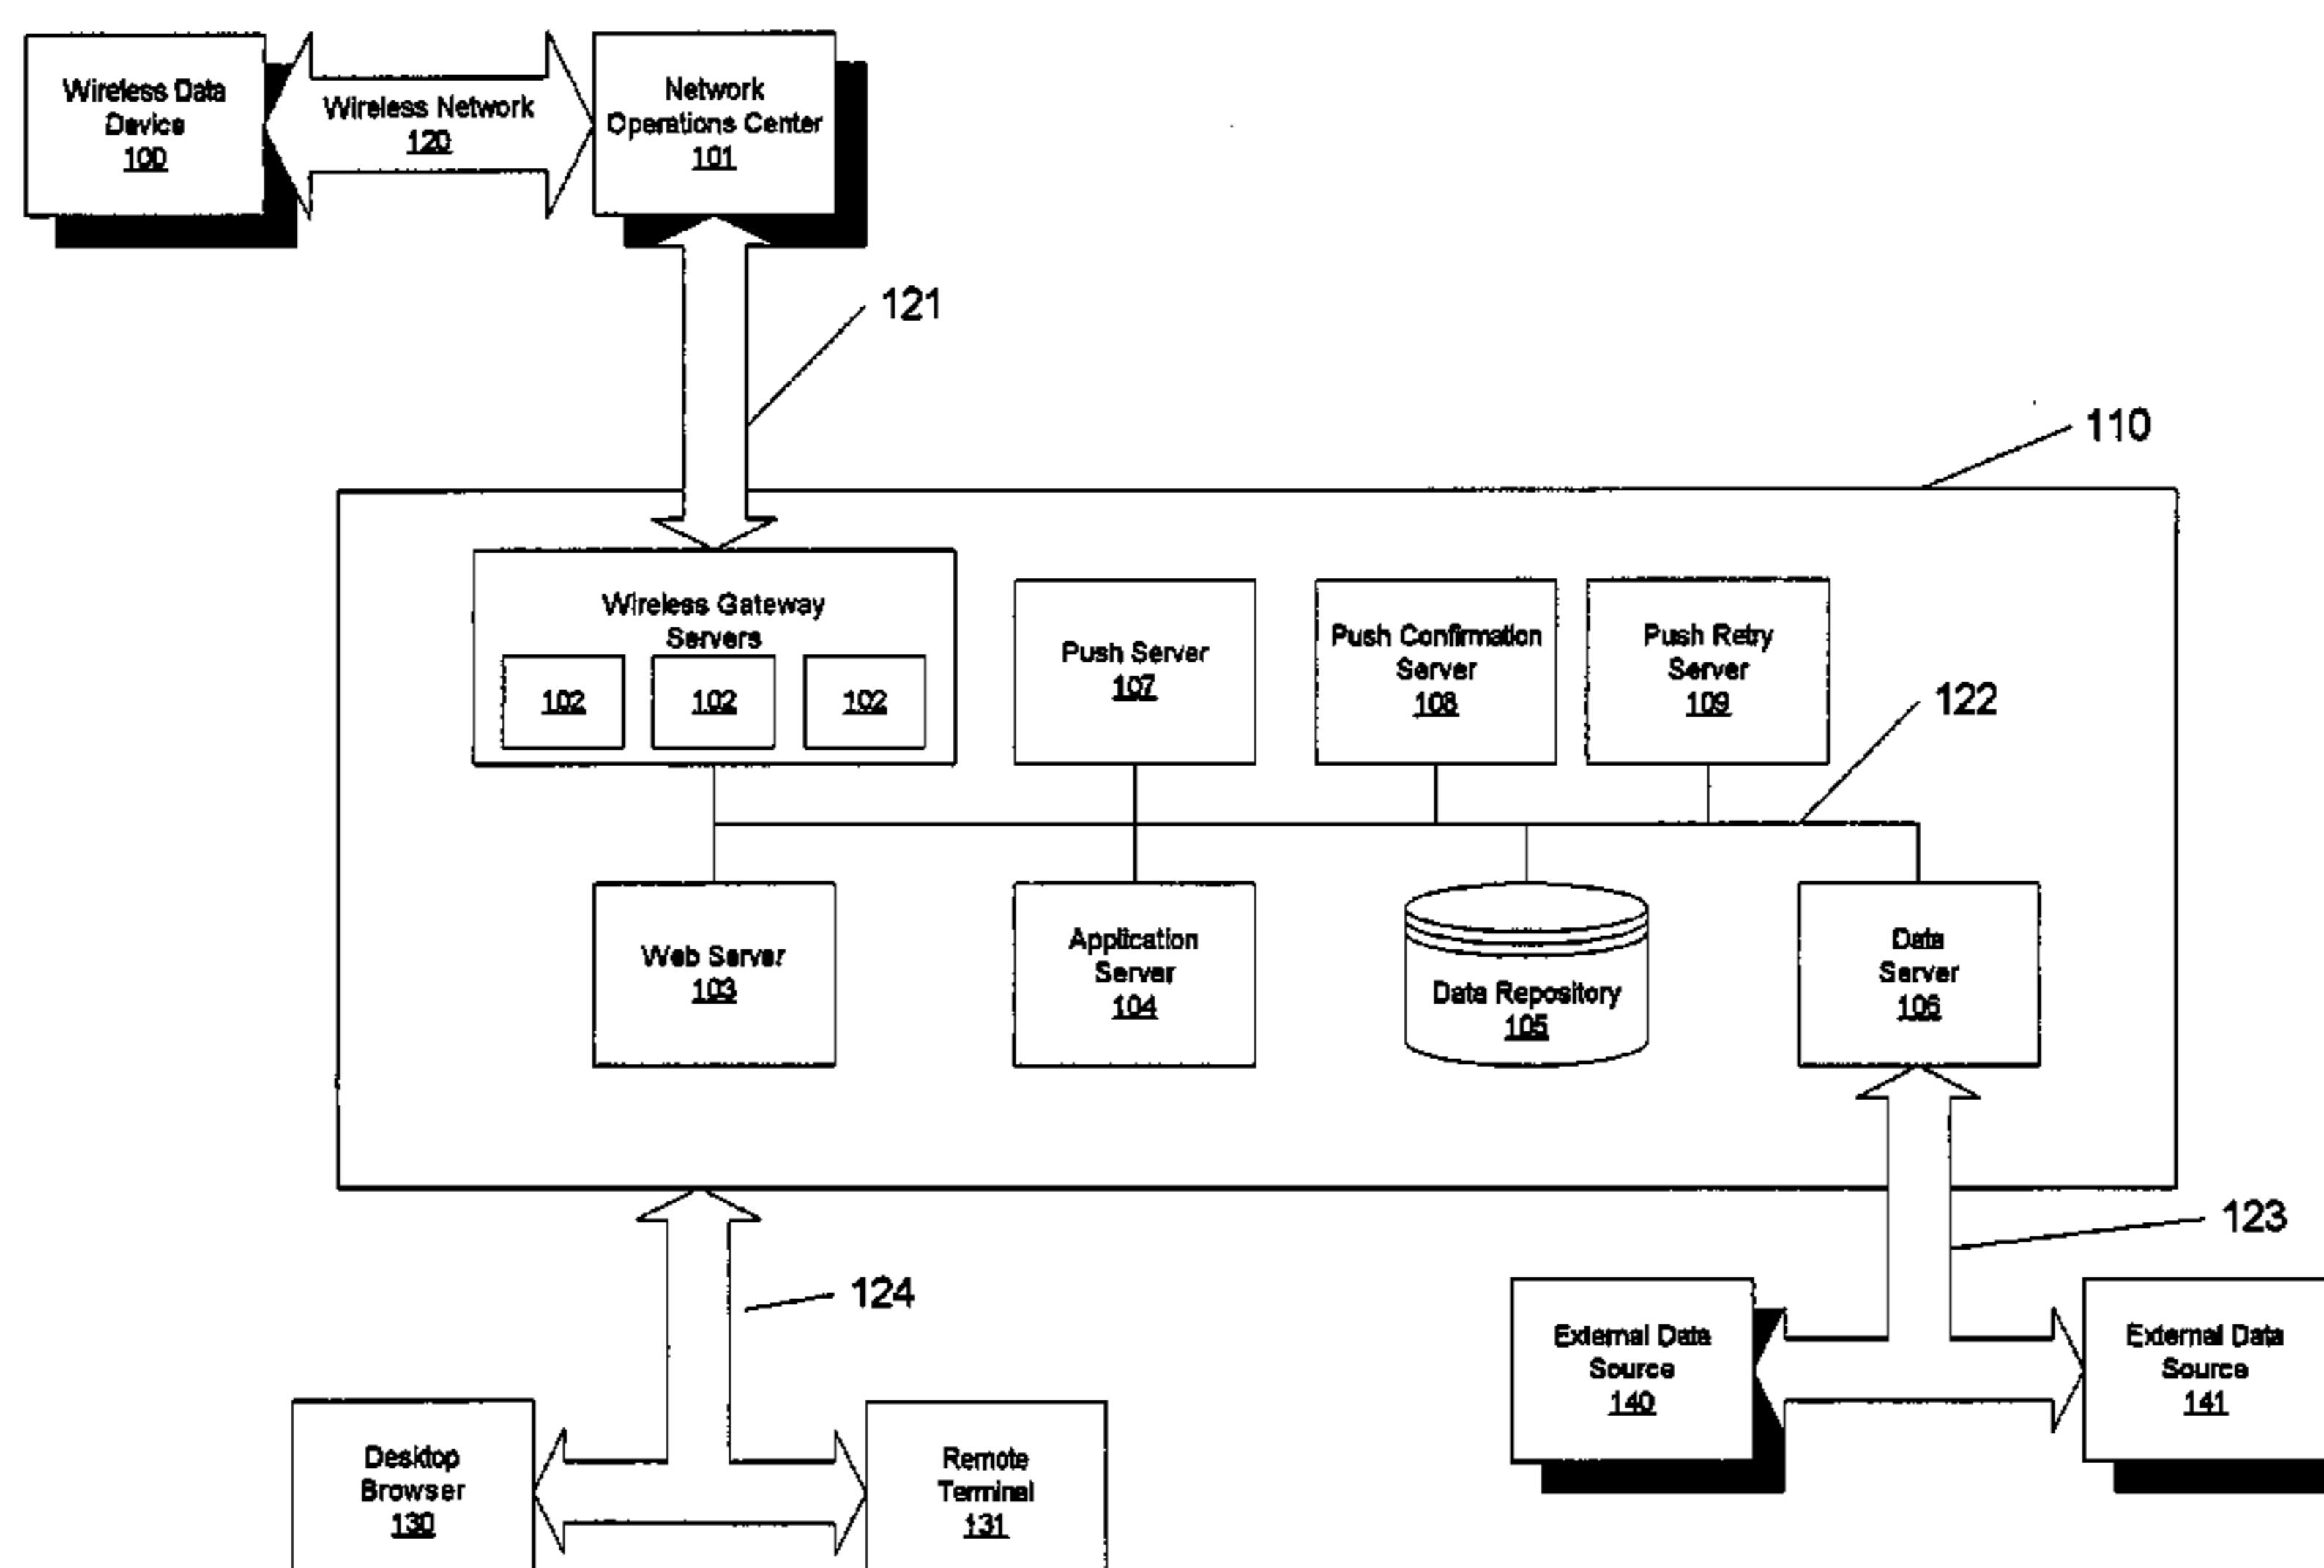 Wireless Data
Device
100
Wireless Network
120
Network
Operations Center
101
121
110
Wireless Gateway
Servers
102
102
102
Push Server
107
Push Confirmation
Server
108
Push Retry
Server
109
122
Web Server
103
Application
Server
104
Data Repository
105
Data
Server
106
123
124
External Data
Source
140
External Data
Source
141
Desktop
Browser
130
Remote
Terminal
131